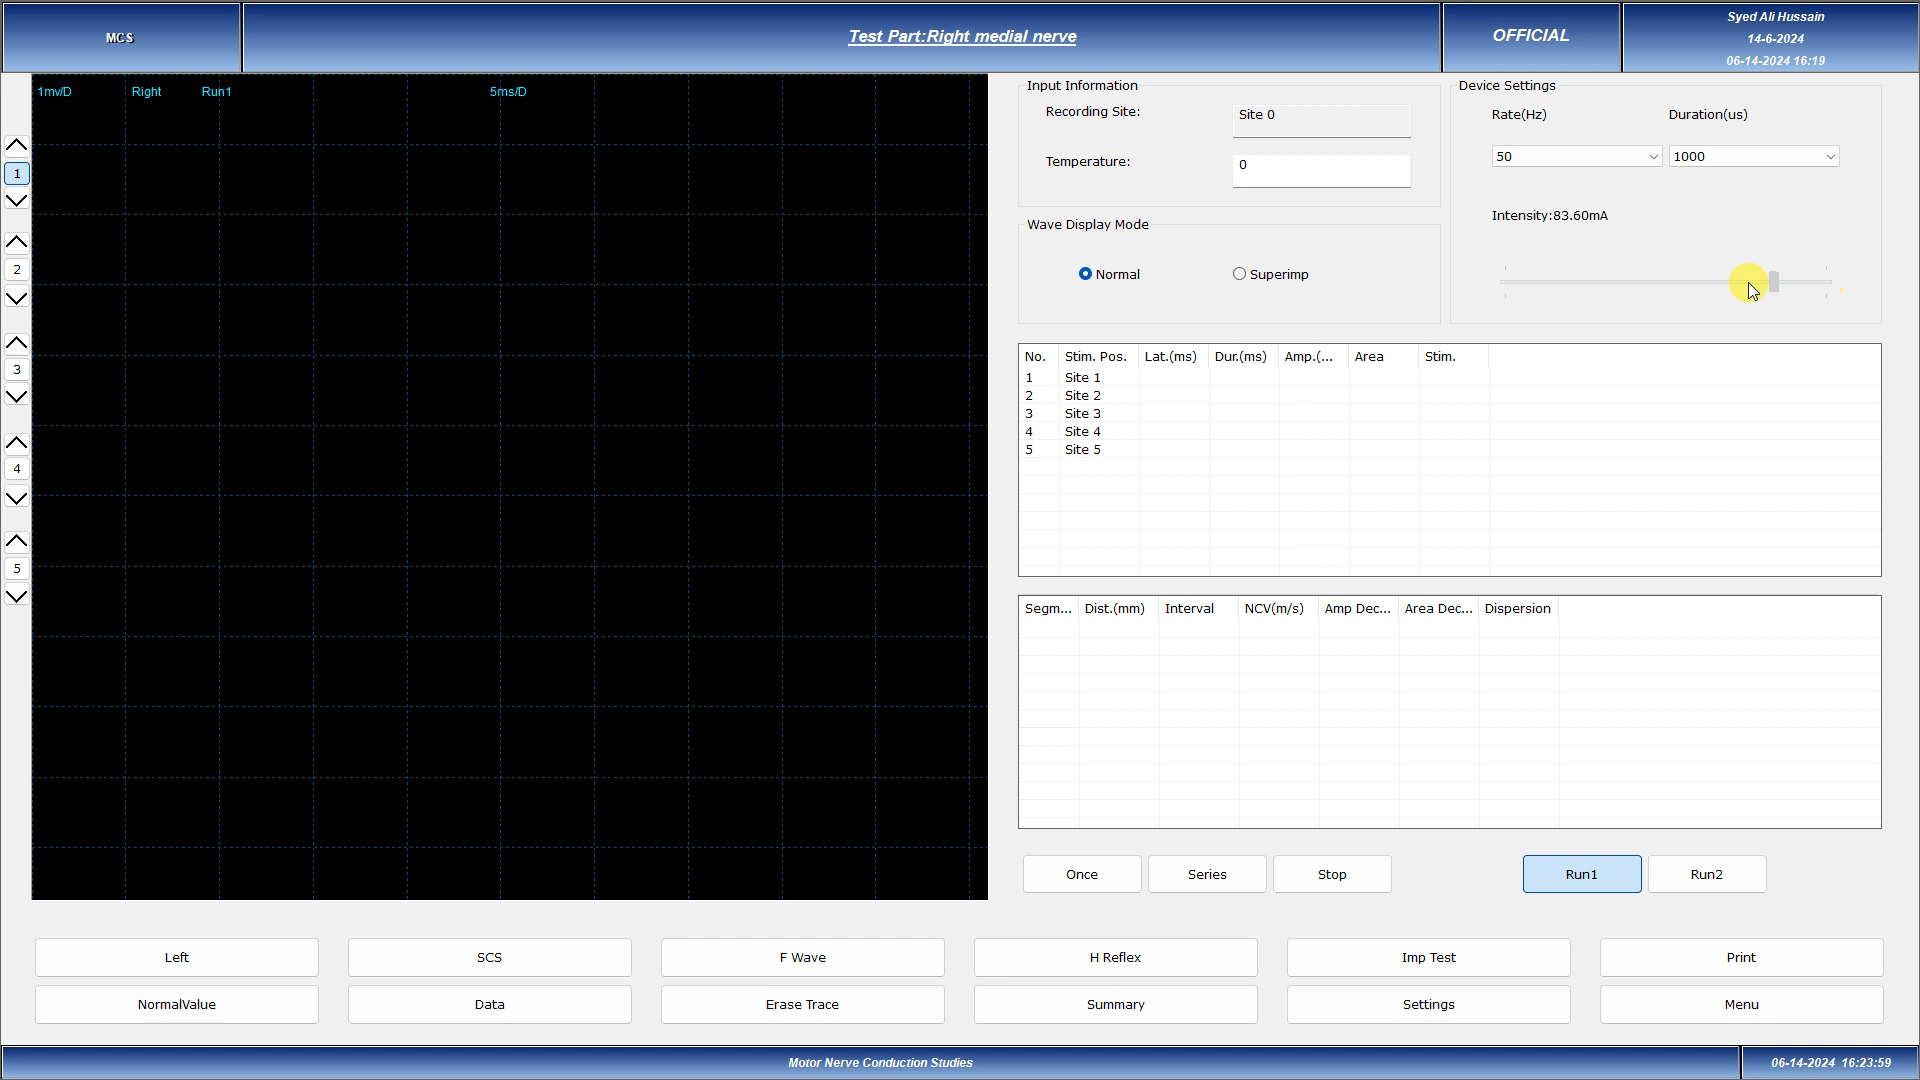 MCS
Test Part:Right medial nerve
OFFICIAL
Syed Ali Hussain
14-6-2024
06-14-2024 16:19
1mv/D Right Run1 5ms/D
1
2
3
4
5
Input Information
Recording Site: Site 0
Temperature: 0
Wave Display Mode
Normal Superimp
Device Settings
Rate(Hz) Duration(us)
50 1000
Intensity:83.60mA
No. Stim. Pos. Lat.(ms) Dur.(ms) Amp.(... Area Stim.
1 Site 1
2 Site 2
3 Site 3
4 Site 4
5 Site 5
Segm... Dist.(mm) Interval NCV(m/s) Amp Dec... Area Dec... Dispersion
Once Series Stop Run1 Run2
Left SCS F Wave H Reflex Imp Test Print
NormalValue Data Erase Trace Summary Settings Menu
Motor Nerve Conduction Studies
06-14-2024 16:23:59